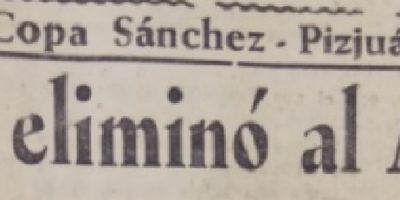 Copa Sánchez - Pizjuá
eliminó al